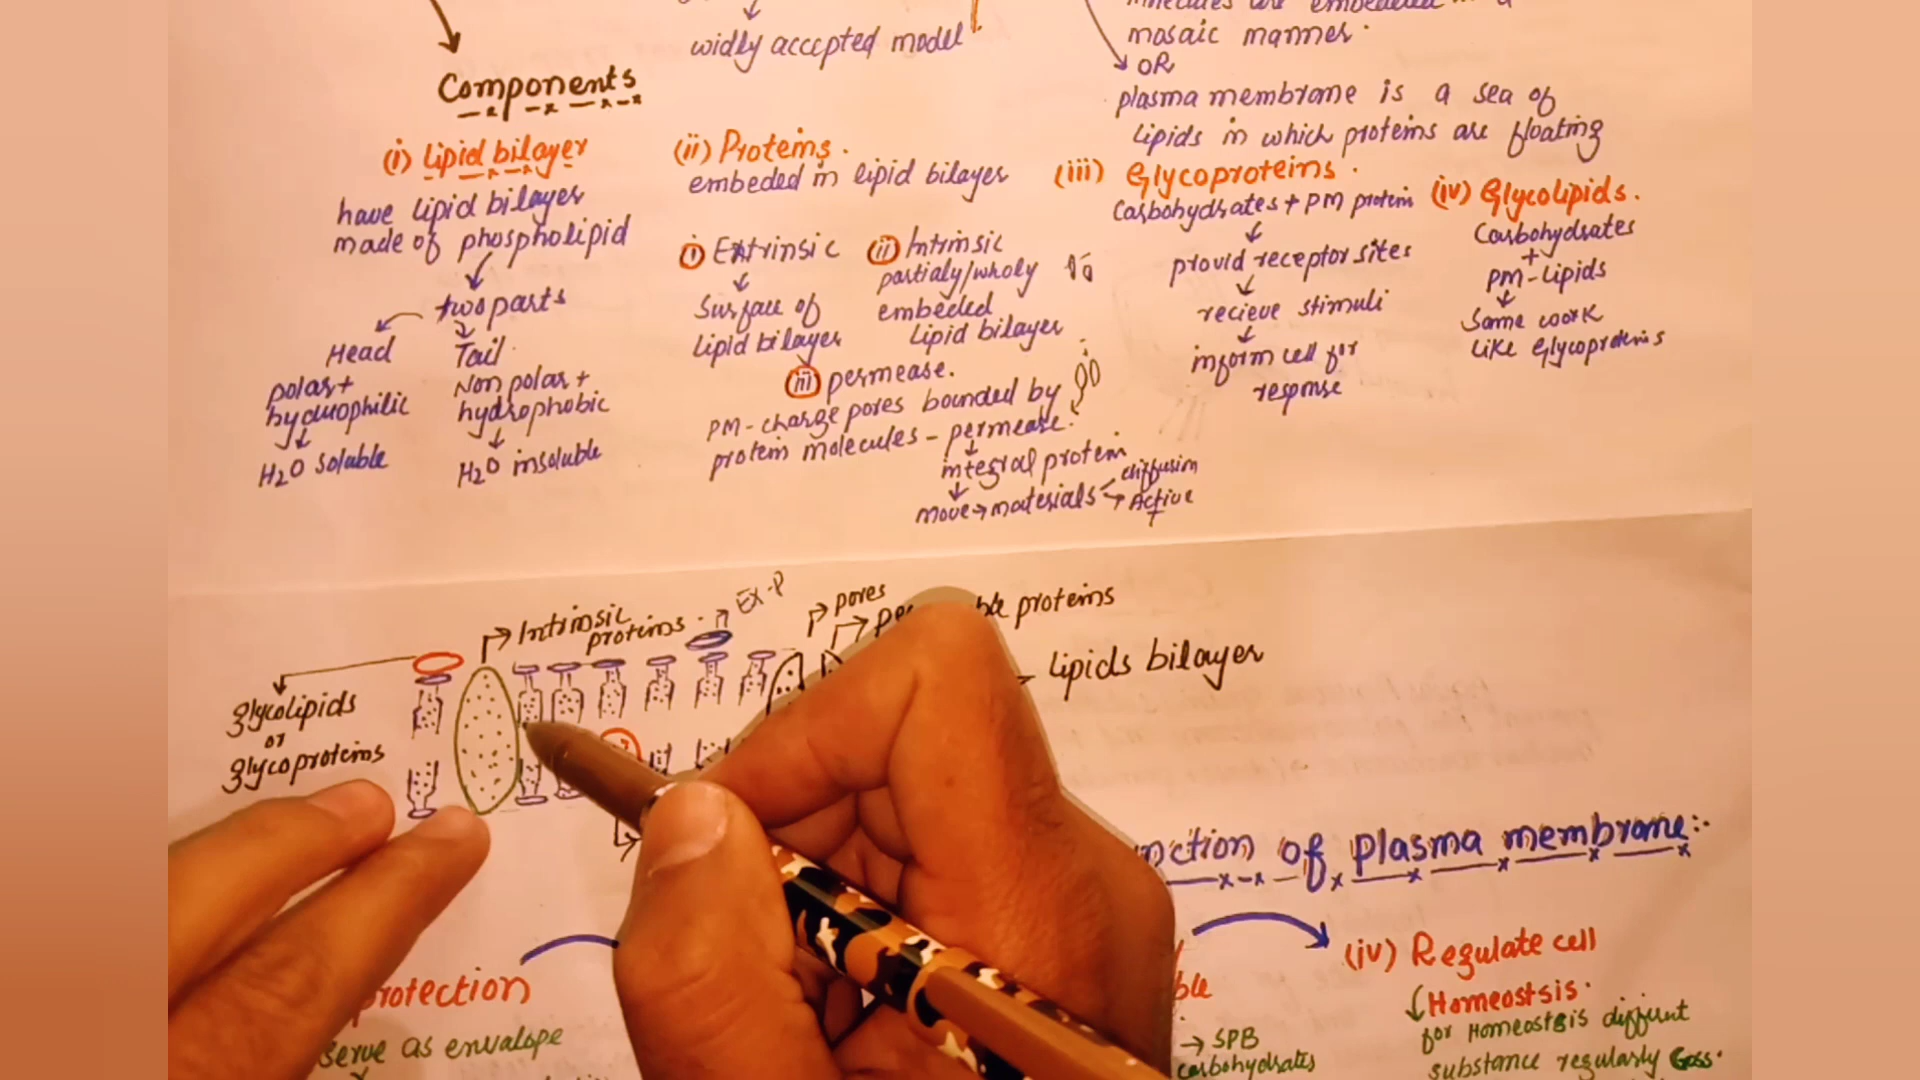 widly accepted model
mosaic manner.
OR
plasma membrane is a sea of
lipids in which proteins are floating
Components
(i) Lipid bilayer
have lipid bilayer
made of phospholipid
two parts
Head
polar+
H2O soluble
Tail
Non polar +
hydrophobic
H2O insoluble
(ii) Proteins.
embeded in lipid bilayer
(i) Extrinsic
Surface of
lipid bilayer
(ii) Intrinsic
partialy/wholy
embeded
Lipid bilayer
(iii) permease.
PM-charge pores bounded by
protein molecules - permease.
integral protein
move → materials
diffusion
Active
T
(iii) Glycoproteins.
Carbohydrates + PM protein
provid receptor sites
recieve stimuli
inform cell for
response
(iv) Glycolipids.
Carbohydrates
+
PM-Lipids
Same work
like Glycoproteins
Intrinsic
proteins.
Ex-P
pores
proteins
lipids bilayer
glycolipids
or
glycoproteins
of plasma membrane:-
protection
serve as envelope
→ SPB
carbohydrates
(iv) Regulate cell
Homeostsis.
for Homeostsis diffirent
substance regularly